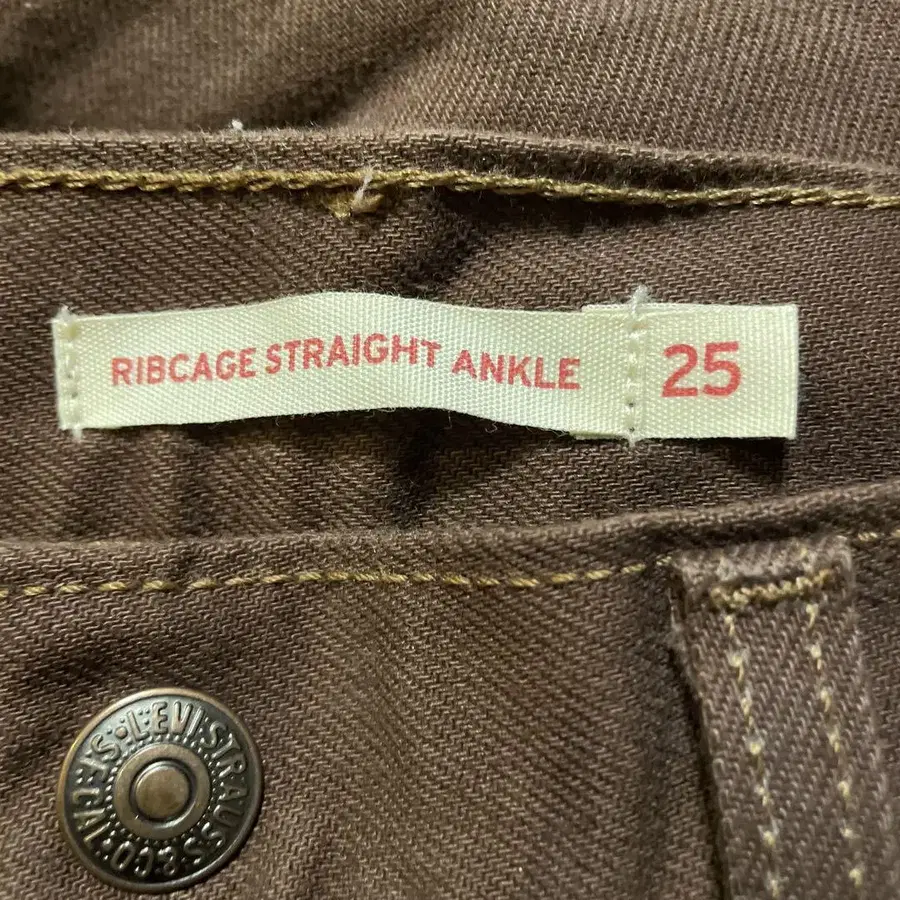 RIBCAGE STRAIGHT ANKLE 25
LEVI STRAUSS & CO. S.F. CAL.